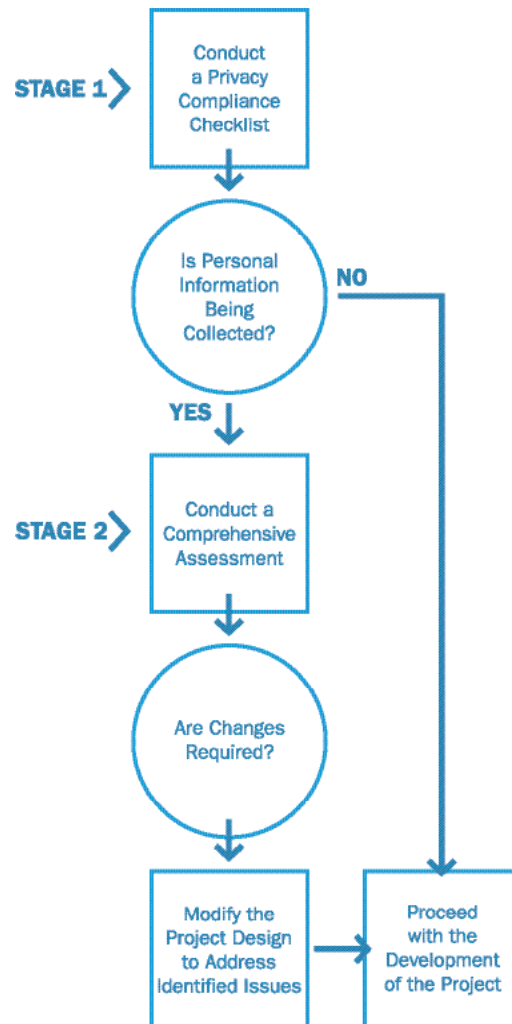 STAGE 1
Conduct
a Privacy
Compliance
Checklist
Is Personal
Information
Being
Collected?
NO
YES
STAGE 2
Conduct a
Comprehensive
Assessment
Are Changes
Required?
Modify the
Project Design
to Address
Identified Issues
Proceed
with the
Development
of the Project